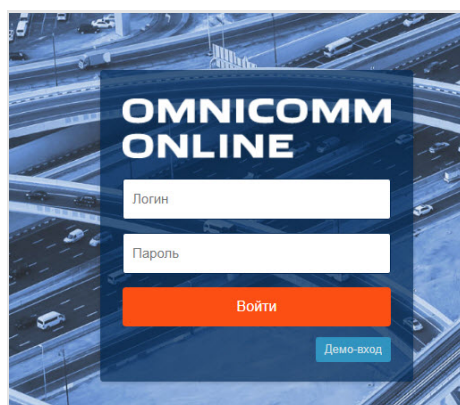 OMNICOMM
ONLINE
Логин
Пароль
Войти
Демо-вход